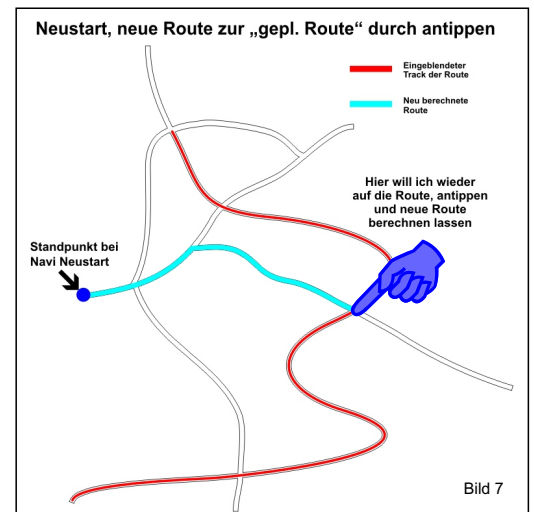 Neustart, neue Route zur „gepl. Route“ durch antippen
Eingeblendeter
Track der Route
Neu berechnete
Route
Hier will ich wieder
auf die Route, antippen
und neue Route
berechnen lassen
Standpunkt bei
Navi Neustart
Bild 7